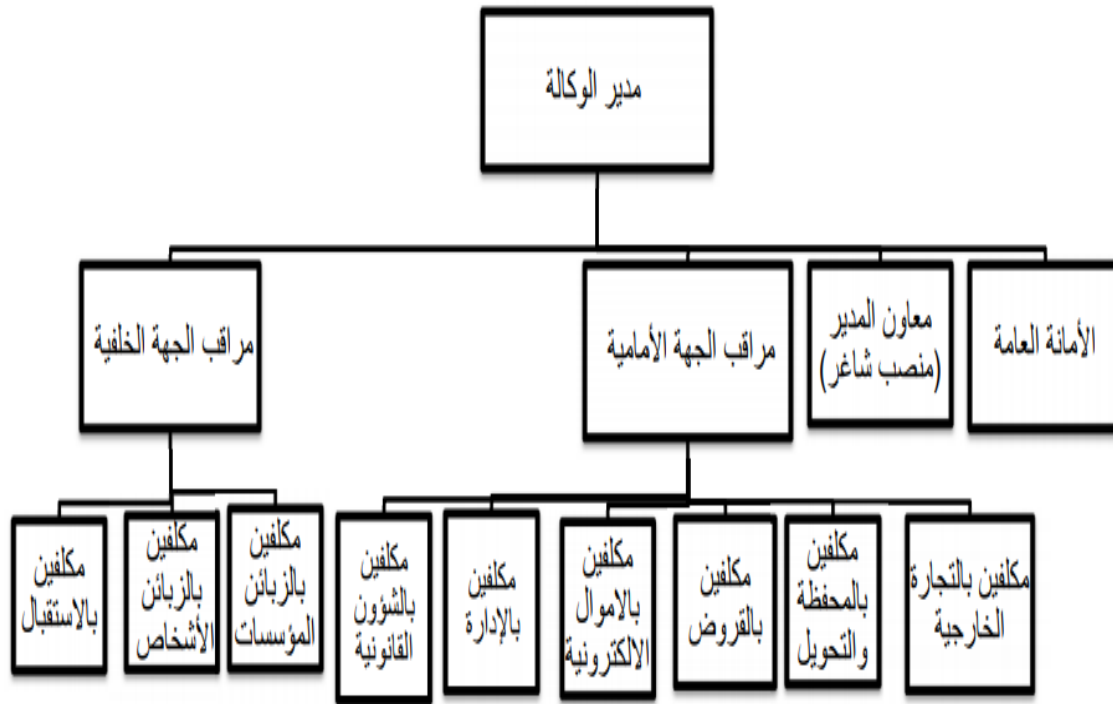 مدير الوكالة
الأمانة العامة
معاون المدير
(منصب شاغر)
مراقب الجهة الأمامية
مراقب الجهة الخلفية
مكلفين بالتجارة
الخارجية
مكلفين
بالمحفظة
والتحويل
مكلفين
بالقروض
مكلفين
بالاموال
الالكترونية
مكلفين
بالإدارة
مكلفين
بالشؤون
القانونية
مكلفين
بالزبائن
المؤسسات
مكلفين
بالزبائن
الأشخاص
مكلفين
بالاستقبال